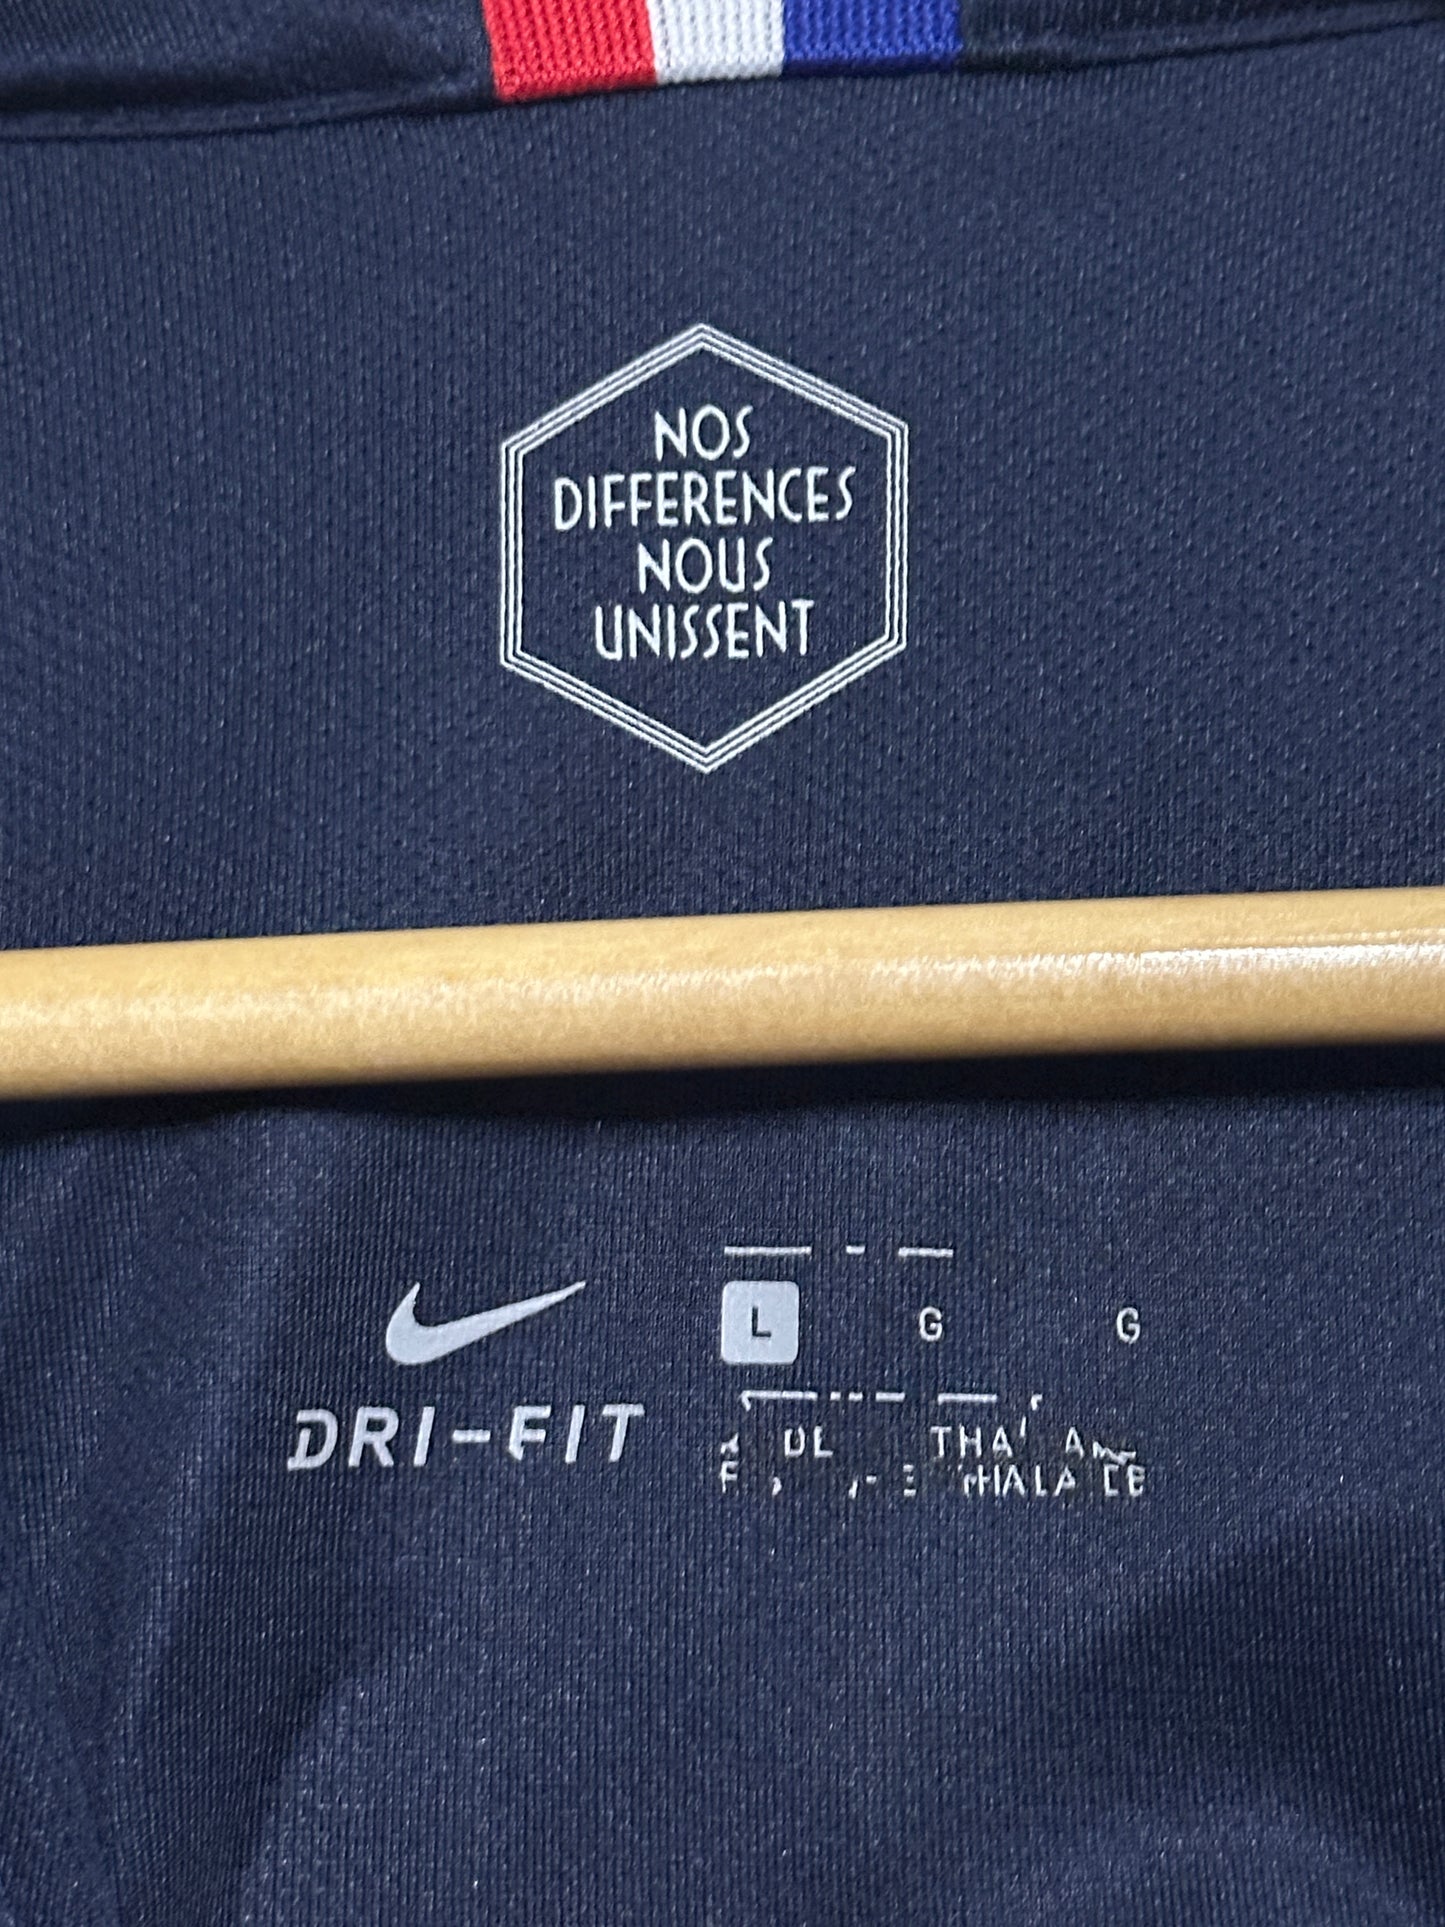 NOS
DIFFERENCES
NOUS
UNISSENT
L G G
DRI-FIT